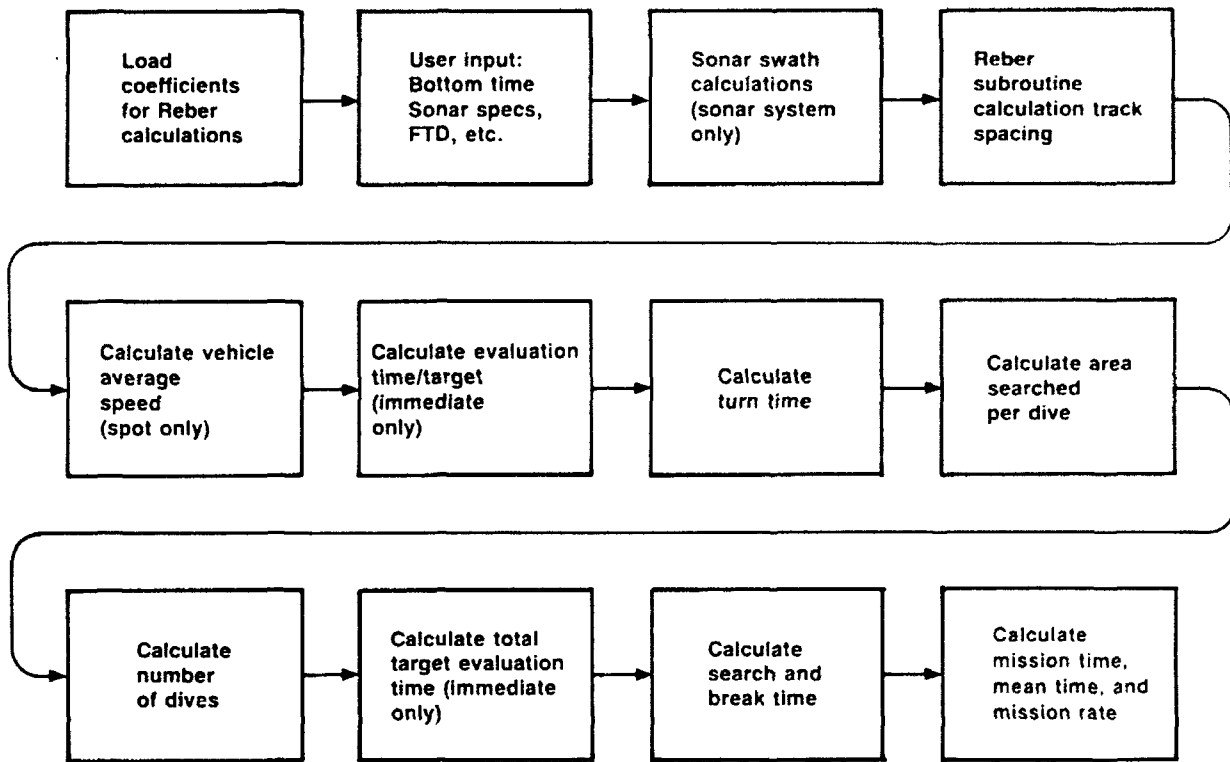 Load
coefficients
for Reber
calculations
User input:
Bottom time
Sonar specs,
FTD, etc.
Sonar swath
calculations
(sonar system
only)
Reber
subroutine
calculation track
spacing
Calculate vehicle
average
speed
(spot only)
Calculate evaluation
time/target
(immediate
only)
Calculate
turn time
Calculate area
searched
per dive
Calculate
number
of dives
Calculate total
target evaluation
time (immediate
only)
Calculate
search and
break time
Calculate
mission time,
mean time, and
mission rate